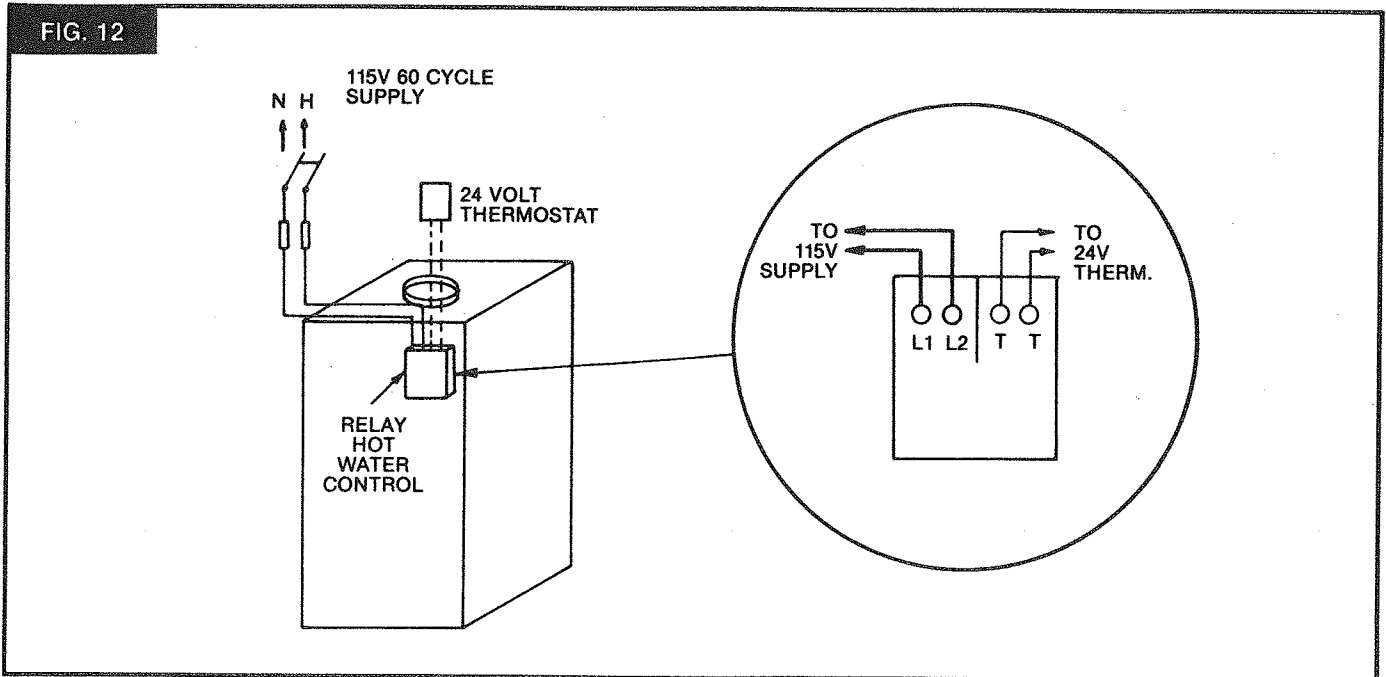 FIG. 12
115V 60 CYCLE
SUPPLY
N H
24 VOLT
THERMOSTAT
RELAY
HOT
WATER
CONTROL
TO
115V
SUPPLY
TO
24V
THERM.
L1 L2 T T